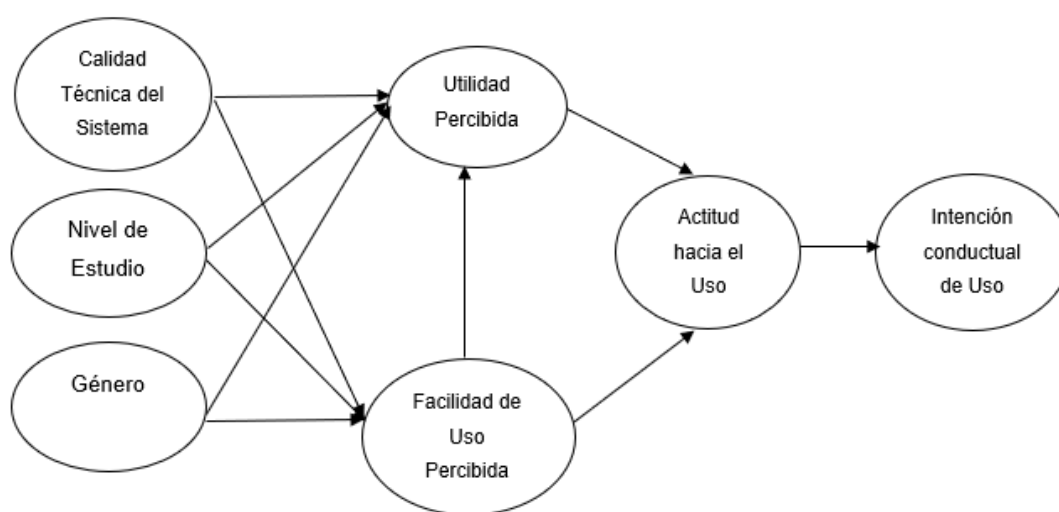 Calidad
Técnica del
Sistema
Utilidad
Percibida
Nivel de
Estudio
Actitud
hacia el
Uso
Intención
conductual
de Uso
Género
Facilidad de
Uso
Percibida